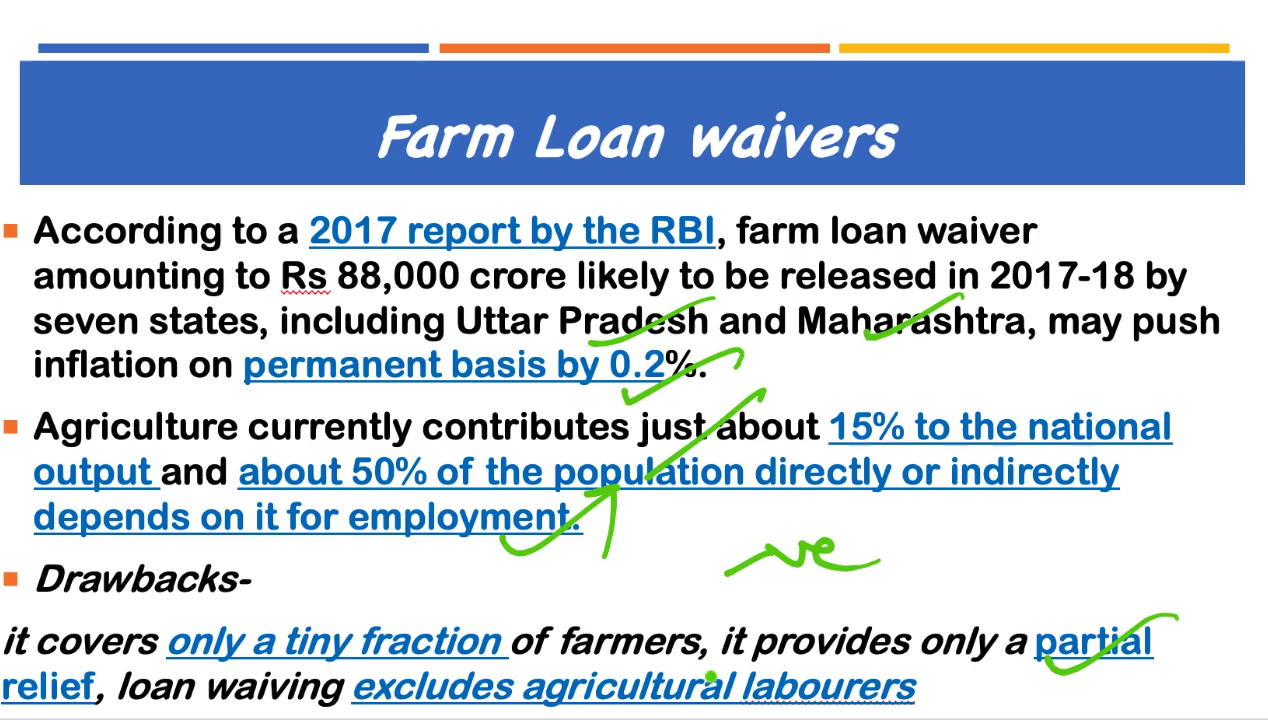 Farm Loan waivers
According to a 2017 report by the RBI, farm loan waiver
amounting to Rs 88,000 crore likely to be released in 2017-18 by
seven states, including Uttar Pradesh and Maharashtra, may push
inflation on permanent basis by 0.2%.
Agriculture currently contributes just about 15% to the national
output and about 50% of the population directly or indirectly
depends on it for employment.
-ve
Drawbacks-
it covers only a tiny fraction of farmers, it provides only a partial
relief, loan waiving excludes agricultural labourers